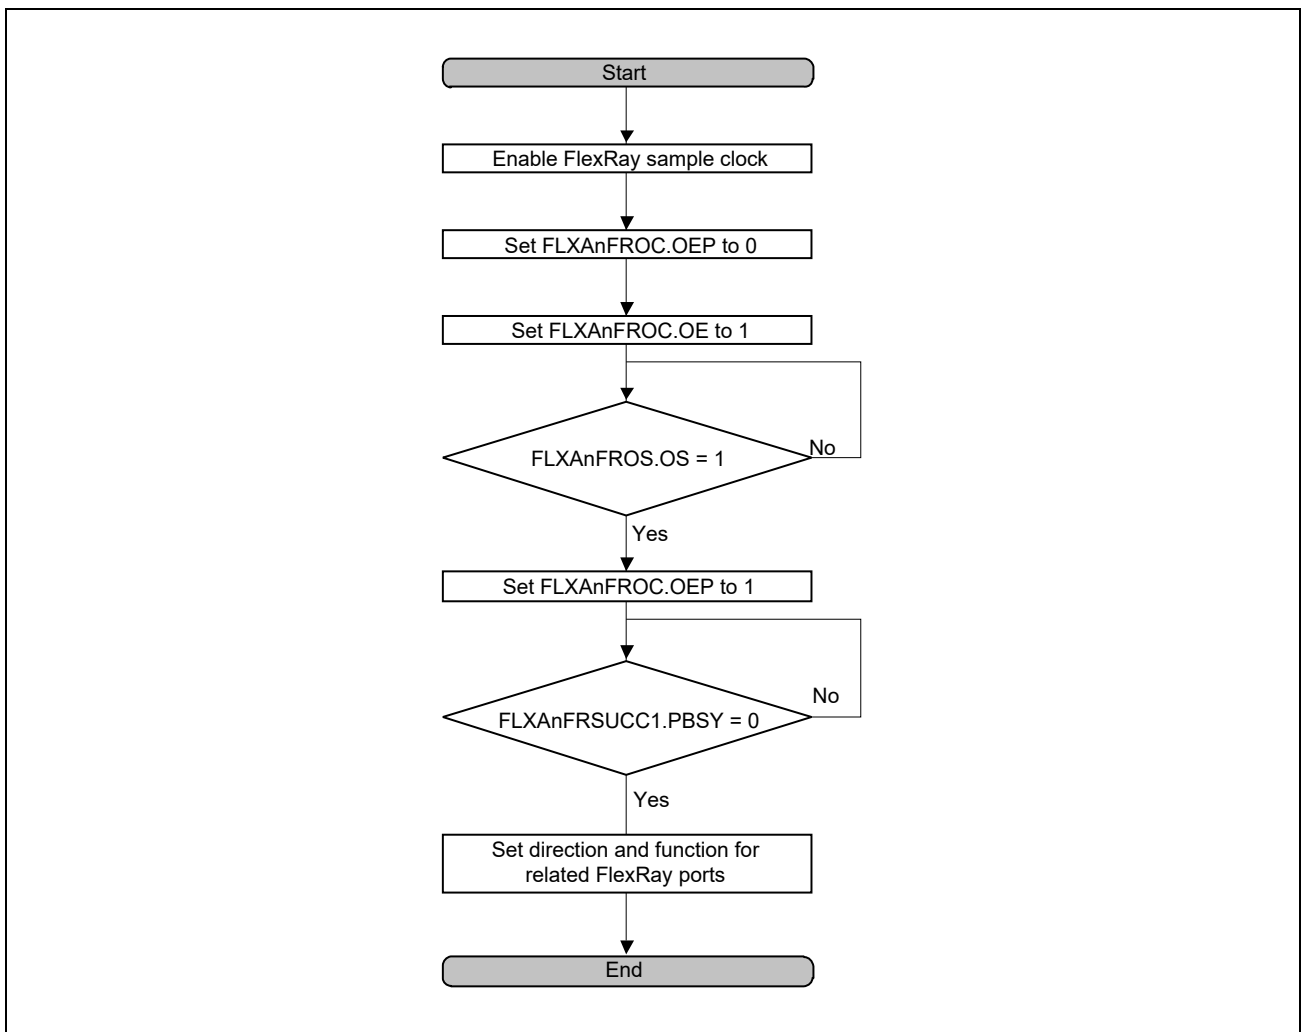 Start
Enable FlexRay sample clock
Set FLXAnFROC.OEP to 0
Set FLXAnFROC.OE to 1
FLXAnFROS.OS = 1
No
Yes
Set FLXAnFROC.OEP to 1
No
FLXAnFRSUCC1.PBSY = 0
Yes
Set direction and function for
related FlexRay ports
End